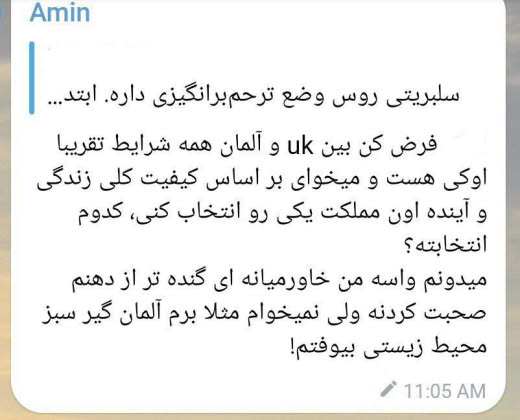 Amin
سلبریتی روس وضع ترحم‌برانگیزی داره. ابتد...
فرض کن بین uk و آلمان همه شرایط تقریبا
اوکی هست و میخوای بر اساس کیفیت کلی زندگی
و آینده اون مملکت یکی رو انتخاب کنی، کدوم
انتخابته؟
میدونم واسه من خاورمیانه ای گنده تر از دهنم
صحبت کردنه ولی نمیخوام مثلا برم آلمان گیر سبز
محیط زیستی بیوفتم!
11:05 AM